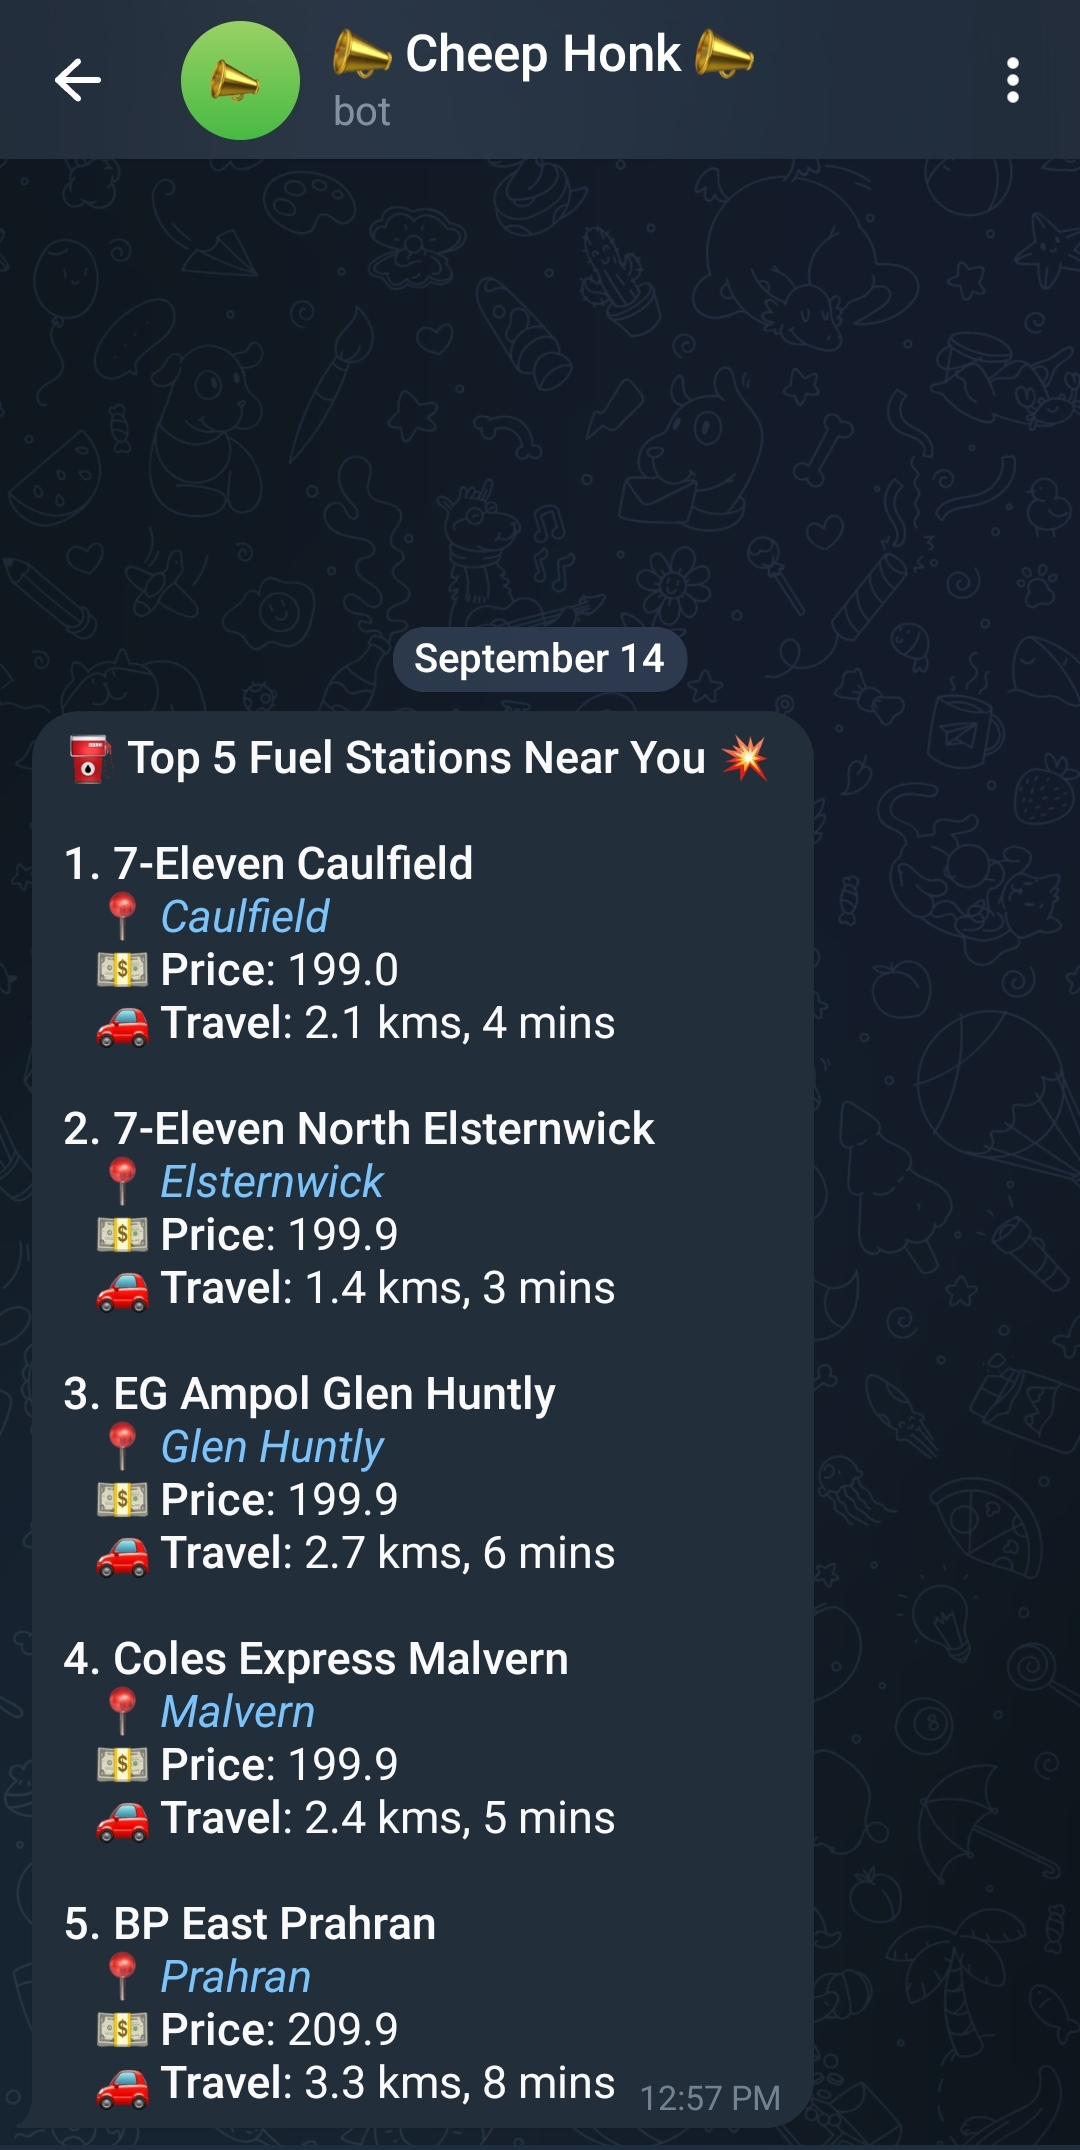 Cheep Honk
bot
September 14
Top 5 Fuel Stations Near You
1. 7-Eleven Caulfield
Caulfield
Price: 199.0
Travel: 2.1 kms, 4 mins
2. 7-Eleven North Elsternwick
Elsternwick
Price: 199.9
Travel: 1.4 kms, 3 mins
3. EG Ampol Glen Huntly
Glen Huntly
Price: 199.9
Travel: 2.7 kms, 6 mins
4. Coles Express Malvern
Malvern
Price: 199.9
Travel: 2.4 kms, 5 mins
5. BP East Prahran
Prahran
Price: 209.9
Travel: 3.3 kms, 8 mins
12:57 PM